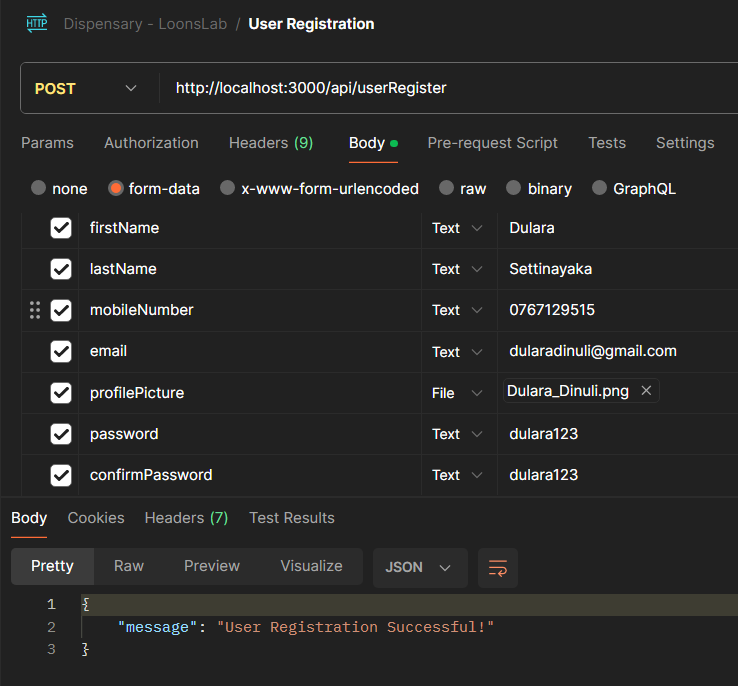 HTTP Dispensary - LoonsLab / User Registration
POST http://localhost:3000/api/userRegister
Params Authorization Headers (9) Body Pre-request Script Tests Settings
none form-data x-www-form-urlencoded raw binary GraphQL
firstName Text Dulara
lastName Text Settinayaka
mobileNumber Text 0767129515
email Text dularadinuli@gmail.com
profilePicture File Dulara_Dinuli.png
password Text dulara123
confirmPassword Text dulara123
Body Cookies Headers (7) Test Results
Pretty Raw Preview Visualize JSON
1 {
2 "message": "User Registration Successful!"
3 }